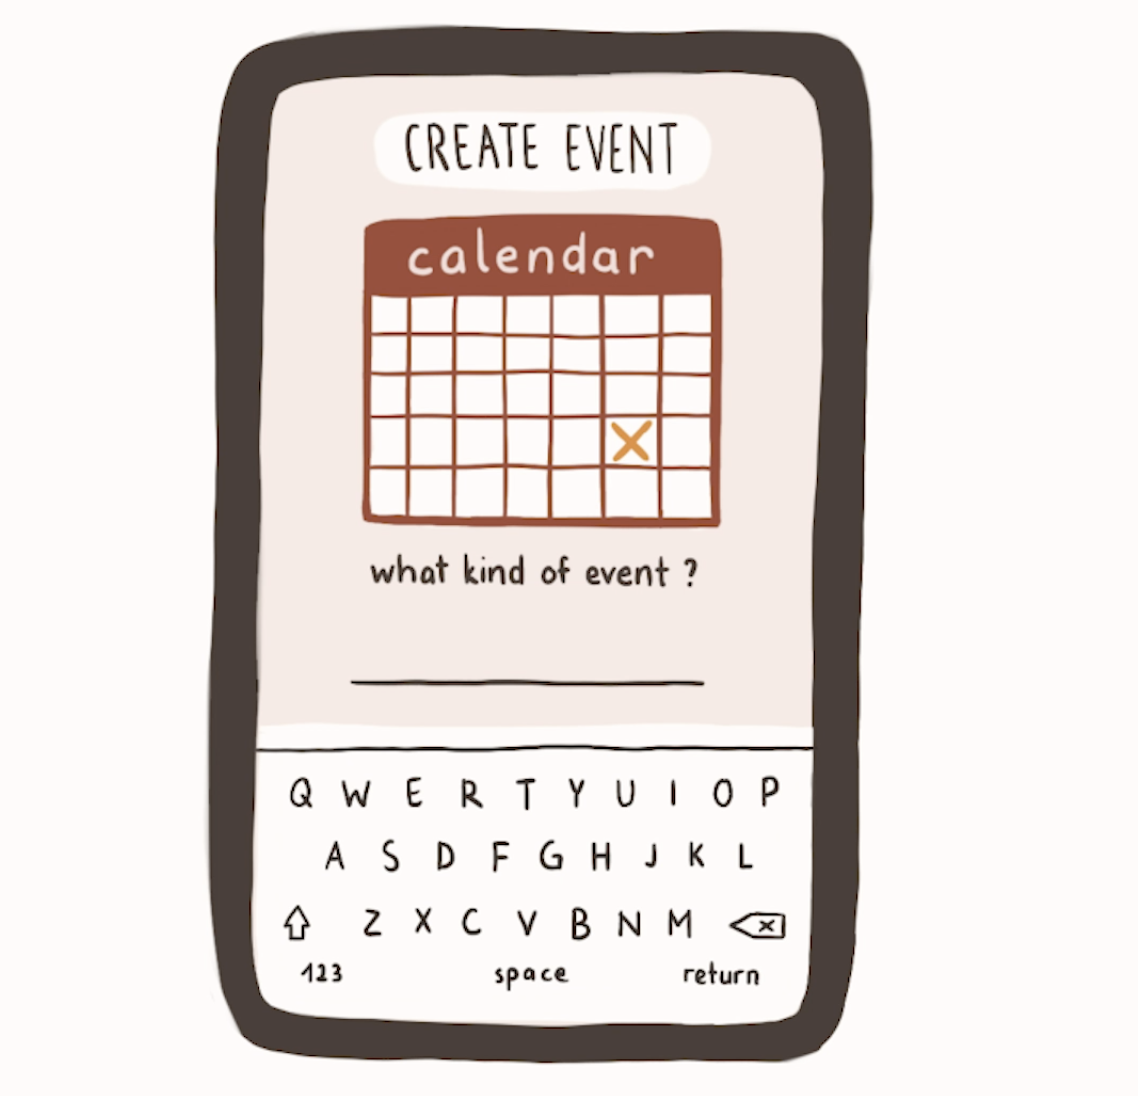 CREATE EVENT
calendar
what kind of event ?
Q W E R T Y U I O P
A S D F G H J K L
Z X C V B N M
123 space return